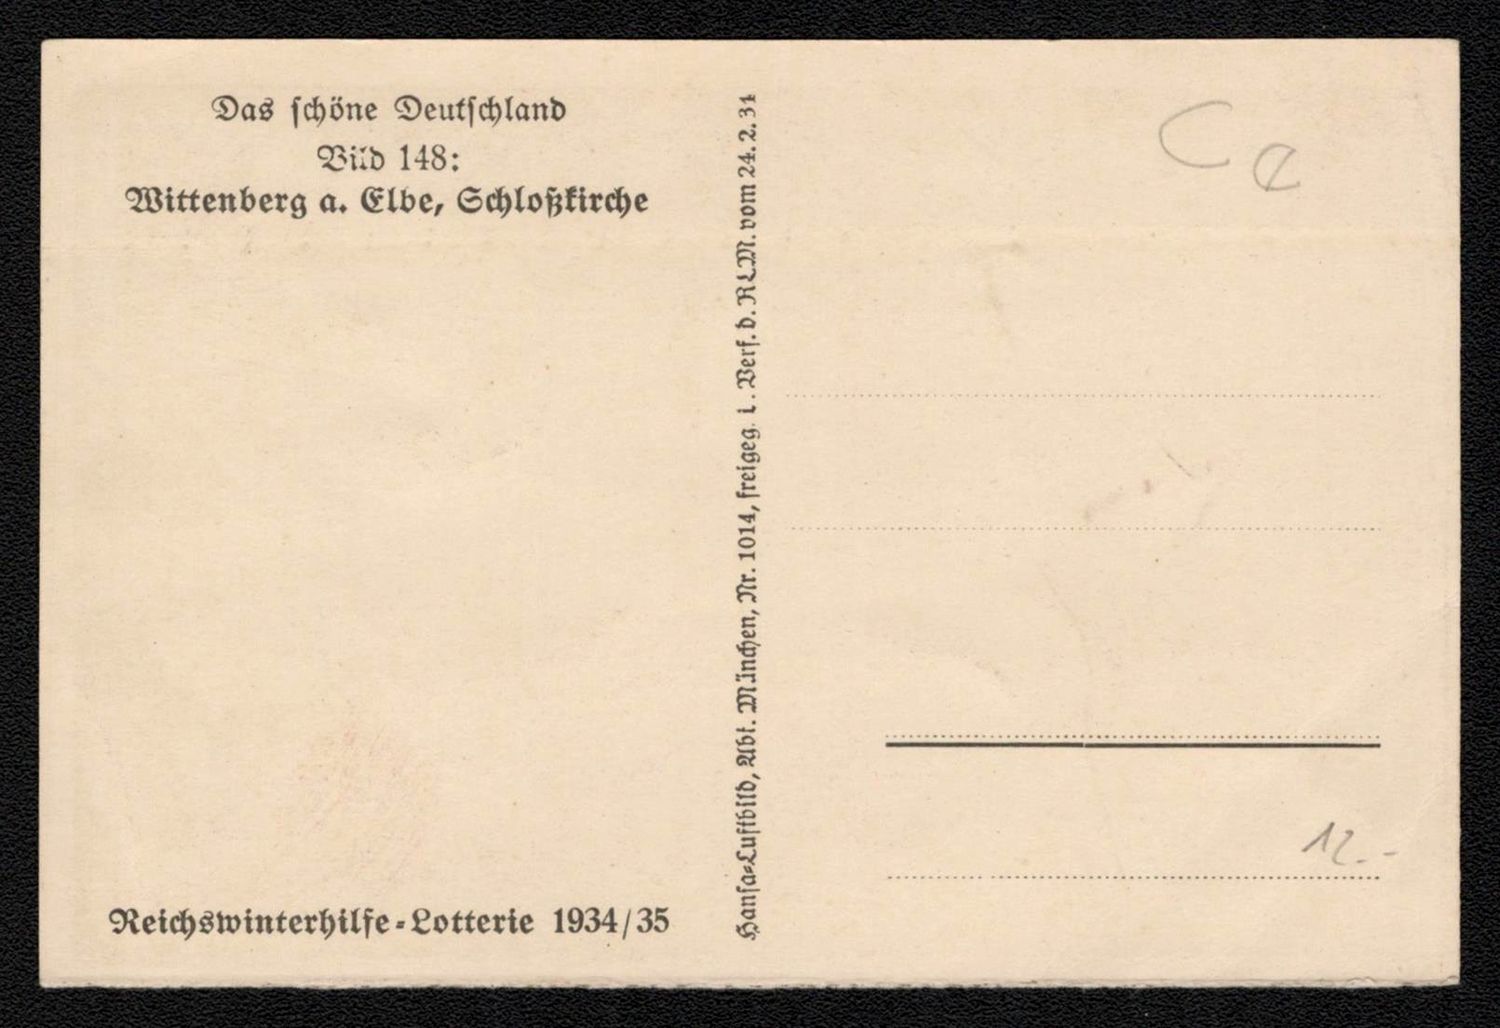 Das schöne Deutschland
Bild 148:
Wittenberg a. Elbe, Schloßkirche
Reichswinterhilfe-Lotterie 1934/35
Hansa-Luftbild, Abt. München, Nr. 1014, freigeg. l. Verf. d. RLM. vom 24. 2. 34
12.-